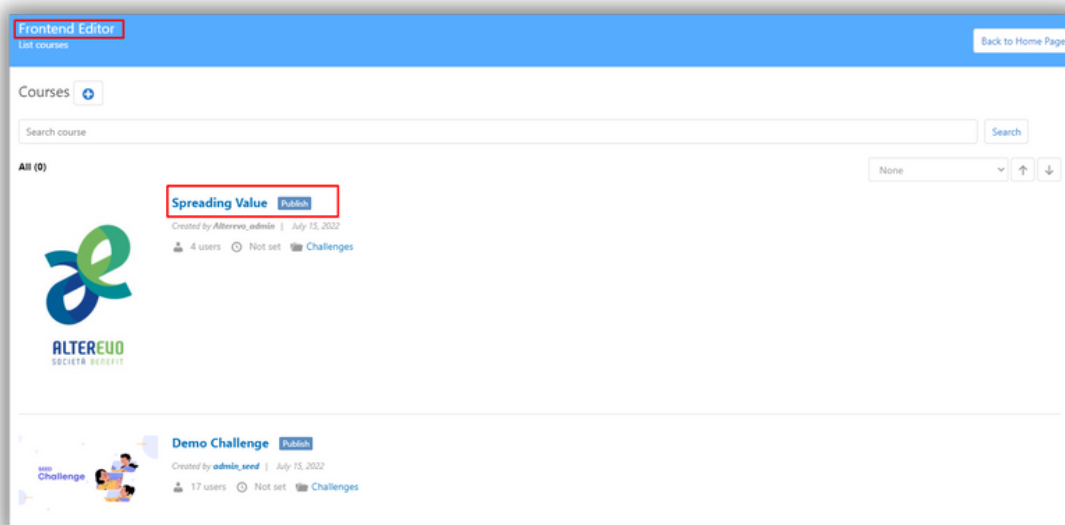 Frontend Editor
List courses
Back to Home Page
Courses
Search course
Search
All (0)
None
Spreading Value Publish
Created by Alterevo_admin | July 15, 2022
4 users Not set Challenges
ALTEREVO
SOCIETÀ BENEFIT
Demo Challenge Publish
Created by admin_seed | July 15, 2022
17 users Not set Challenges
SEED
Challenge